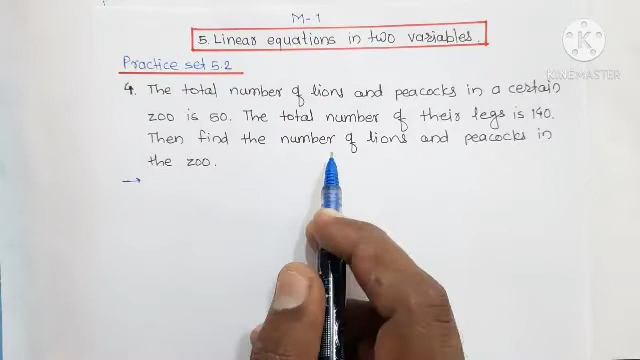 M-1
5. Linear equations in two variables.
KINEMASTER
Practice set 5.2
4. The total number of lions and peacocks in a certain
zoo is 50. The total number of their legs is 140.
Then find the number of lions and peacocks in
the zoo.
→